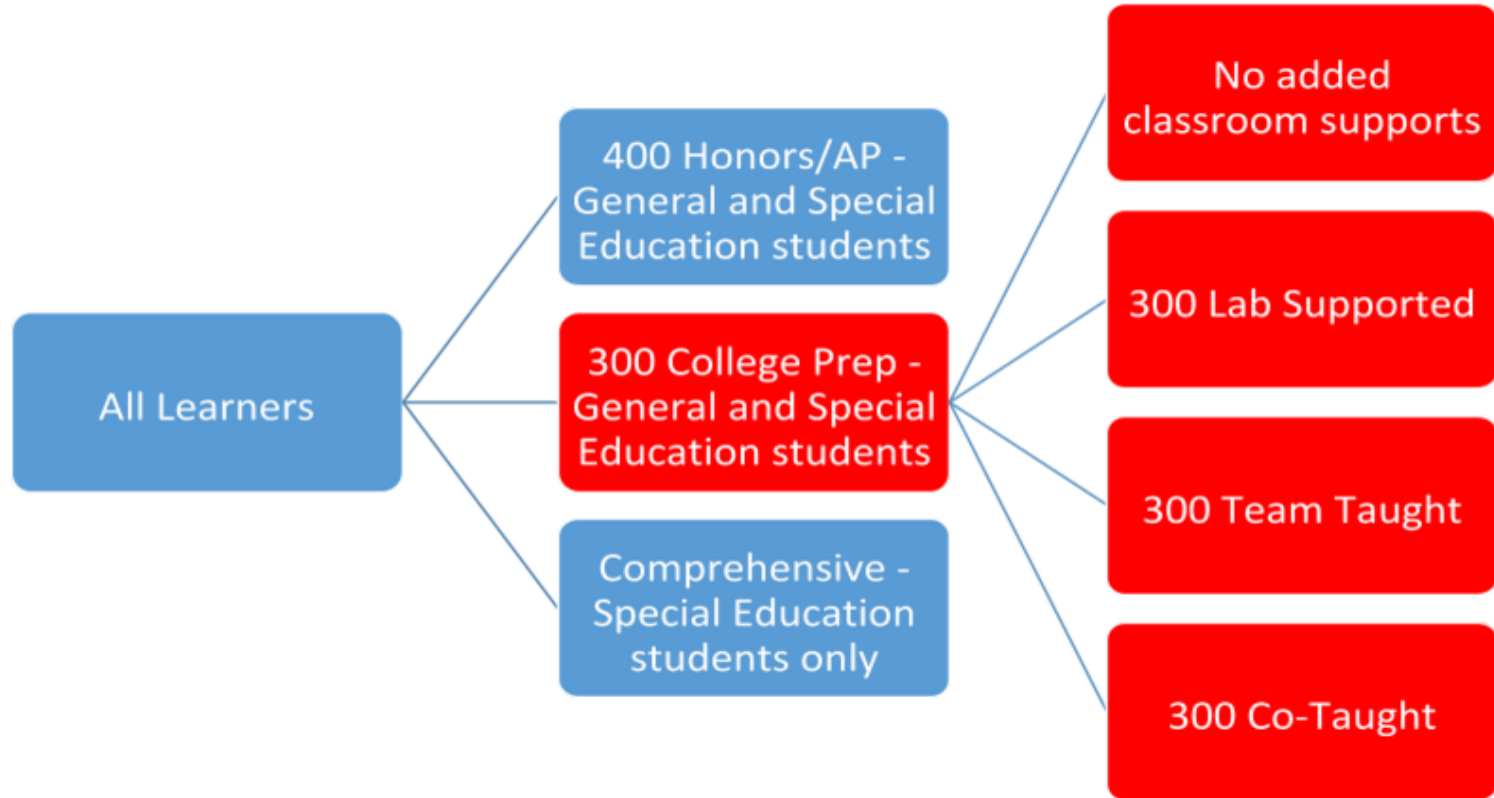 All Learners
400 Honors/AP -
General and Special
Education students
300 College Prep -
General and Special
Education students
Comprehensive -
Special Education
students only
No added
classroom supports
300 Lab Supported
300 Team Taught
300 Co-Taught